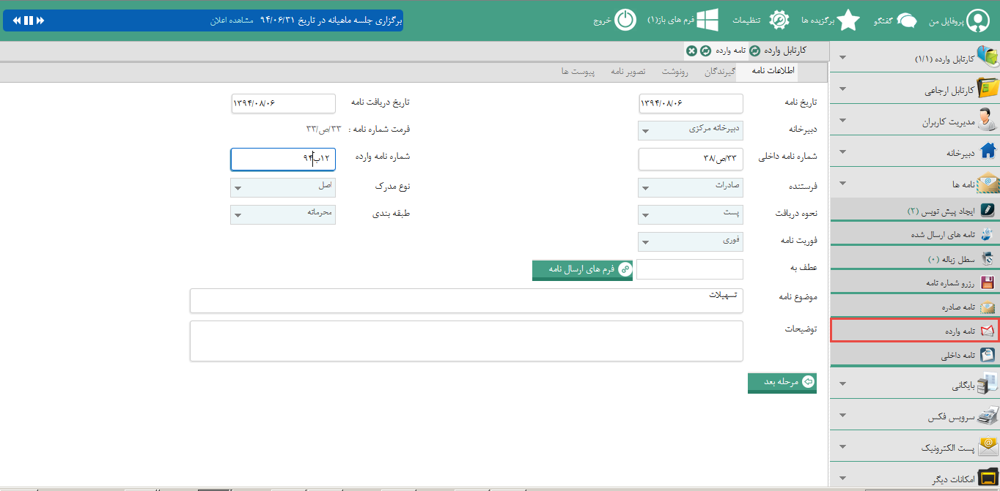 پروفایل من
گفتگو
برگزیده ها
تنظیمات
فرم های باز(۱)
خروج
برگزاری جلسه ماهیانه در تاریخ ۹۴/۰۶/۳۱ مشاهده اعلان
کارتابل وارده (۱/۱)
کارتابل ارجاعی
مدیریت کاربران
دبیرخانه
نامه ها
ایجاد پیش نویس (۲)
نامه های ارسال شده
سطل زباله (۰)
رزرو شماره نامه
نامه صادره
نامه وارده
نامه داخلی
بایگانی
سرویس فکس
پست الکترونیک
امکانات دیگر
کارتابل وارده
نامه وارده
اطلاعات نامه
گیرندگان
رونوشت
تصویر نامه
پیوست ها
تاریخ نامه ۱۳۹۴/۰۸/۰۶
تاریخ دریافت نامه ۱۳۹۴/۰۸/۰۶
دبیرخانه دبیرخانه مرکزی
فرمت شماره نامه : ۳۳/ص/۳۳
شماره نامه داخلی ۳۳/ص/۳۸
شماره نامه وارده ۱۲ب۹۴
فرستنده صادرات
نوع مدرک اصل
نحوه دریافت پست
طبقه بندی محرمانه
فوریت نامه فوری
عطف به
فرم های ارسال نامه
موضوع نامه تسهیلات
توضیحات
مرحله بعد